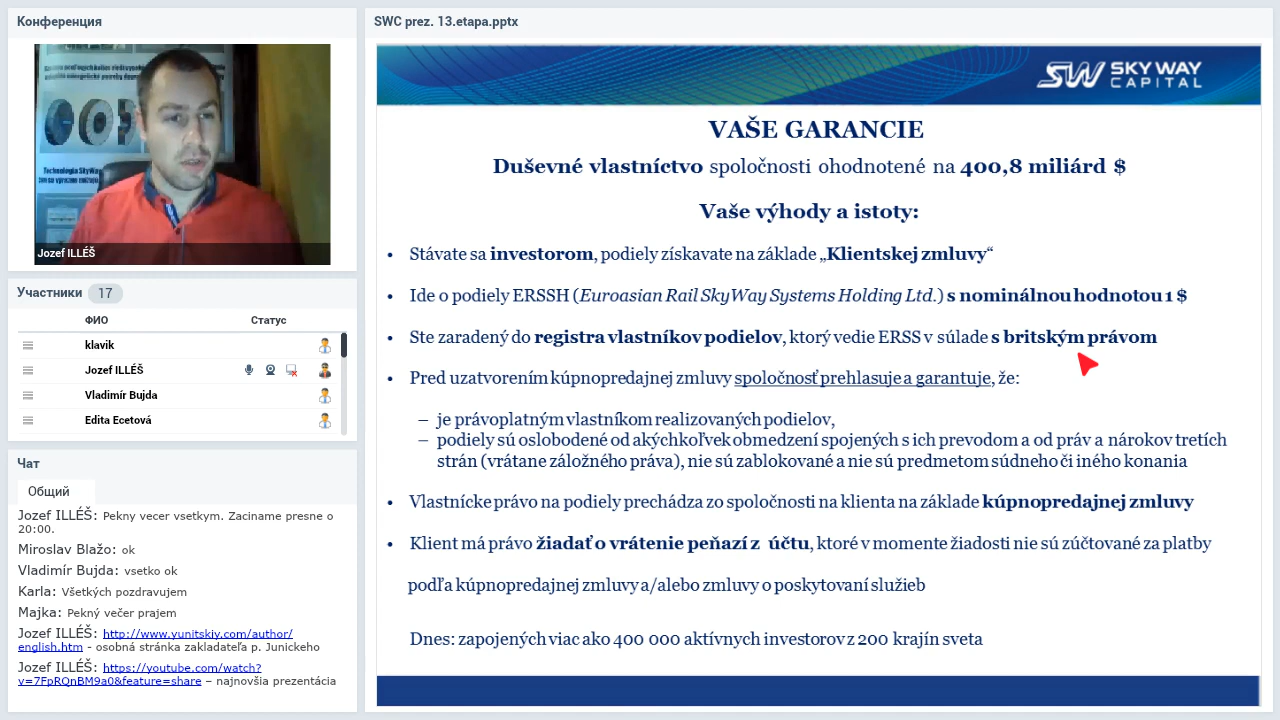 Конференция
Jozef ILLÉŠ
Участники 17
ФИО Статус
klavik
Jozef ILLÉŠ
Vladimír Bujda
Edita Ecetová
Чат
Общий
Jozef ILLÉŠ: Pekny vecer vsetkym. Zaciname presne o
20:00.
Miroslav Blažo: ok
Vladimír Bujda: vsetko ok
Karla: Všetkých pozdravujem
Majka: Pekný večer prajem
Jozef ILLÉŠ: http://www.yunitskiy.com/author/
english.htm - osobná stránka zakladateľa p. Junickeho
Jozef ILLÉŠ: https://youtube.com/watch?
v=7FpRQnBM9a0&feature=share – najnovšia prezentácia
SWC prez. 13.etapa.pptx
SW SKY WAY
CAPITAL
VAŠE GARANCIE
Duševné vlastníctvo spoločnosti ohodnotené na 400,8 miliárd $
Vaše výhody a istoty:
• Stávate sa investorom, podiely získavate na základe „Klientskej zmluvy“
• Ide o podiely ERSSH (Euroasian Rail SkyWay Systems Holding Ltd.) s nominálnou hodnotou 1 $
• Ste zaradený do registra vlastníkov podielov, ktorý vedie ERSS v súlade s britským právom
• Pred uzatvorením kúpnopredajnej zmluvy spoločnosť prehlasuje a garantuje, že:
– je právoplatným vlastníkom realizovaných podielov,
– podiely sú oslobodené od akýchkoľvek obmedzení spojených s ich prevodom a od práv a nárokov tretích
strán (vrátane záložného práva), nie sú zablokované a nie sú predmetom súdneho či iného konania
• Vlastnícke právo na podiely prechádza zo spoločnosti na klienta na základe kúpnopredajnej zmluvy
• Klient má právo žiadať o vrátenie peňazí z účtu, ktoré v momente žiadosti nie sú zúčtované za platby
podľa kúpnopredajnej zmluvy a/alebo zmluvy o poskytovaní služieb
Dnes: zapojených viac ako 400 000 aktívnych investorov z 200 krajín sveta